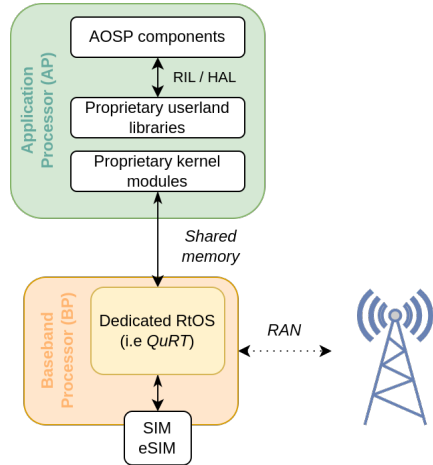 Application
Processor (AP)
AOSP components
RIL / HAL
Proprietary userland
libraries
Proprietary kernel
modules
Shared
memory
Baseband
Processor (BP)
Dedicated RtOS
(i.e QuRT)
RAN
SIM
eSIM